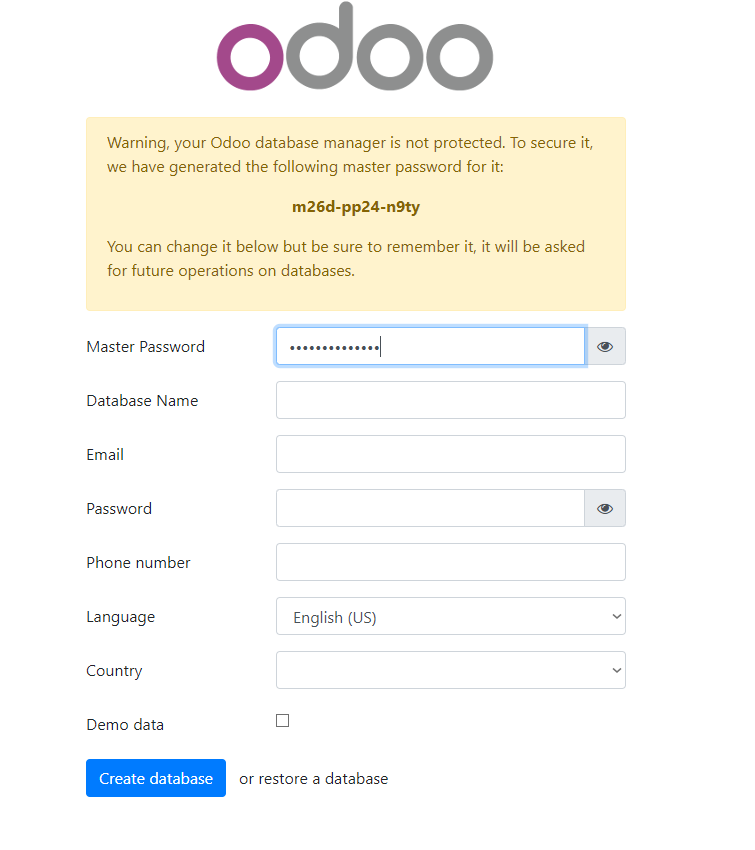 odoo
Warning, your Odoo database manager is not protected. To secure it,
we have generated the following master password for it:
m26d-pp24-n9ty
You can change it below but be sure to remember it, it will be asked
for future operations on databases.
Master Password ••••••••••••••
Database Name
Email
Password
Phone number
Language English (US)
Country
Demo data
Create database or restore a database